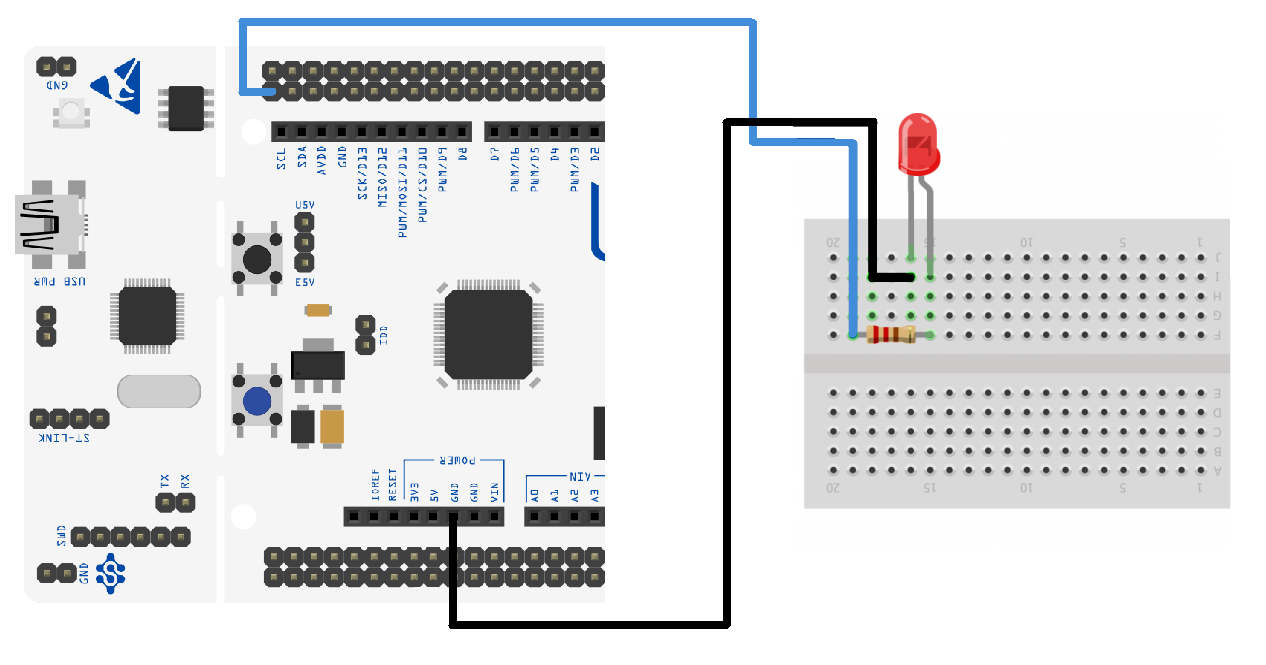 GND
SCL
SDA
AVDD
GND
SCK/D13
MISO/D12
PWM/MOSI/D11
PWM/CS/D10
PWM/D9
D8
D7
PWM/D6
PWM/D5
D4
PWM/D3
D2
U5V
E5V
USB PWR
IDD
ST-LINK
POWER
IOREF
RESET
3V3
5V
GND
GND
VIN
AIN
A0
A1
A2
A3
TX
RX
SWD
GND
20 15 10 5 1
J
I
H
G
F
E
D
C
B
A
20 15 10 5 1